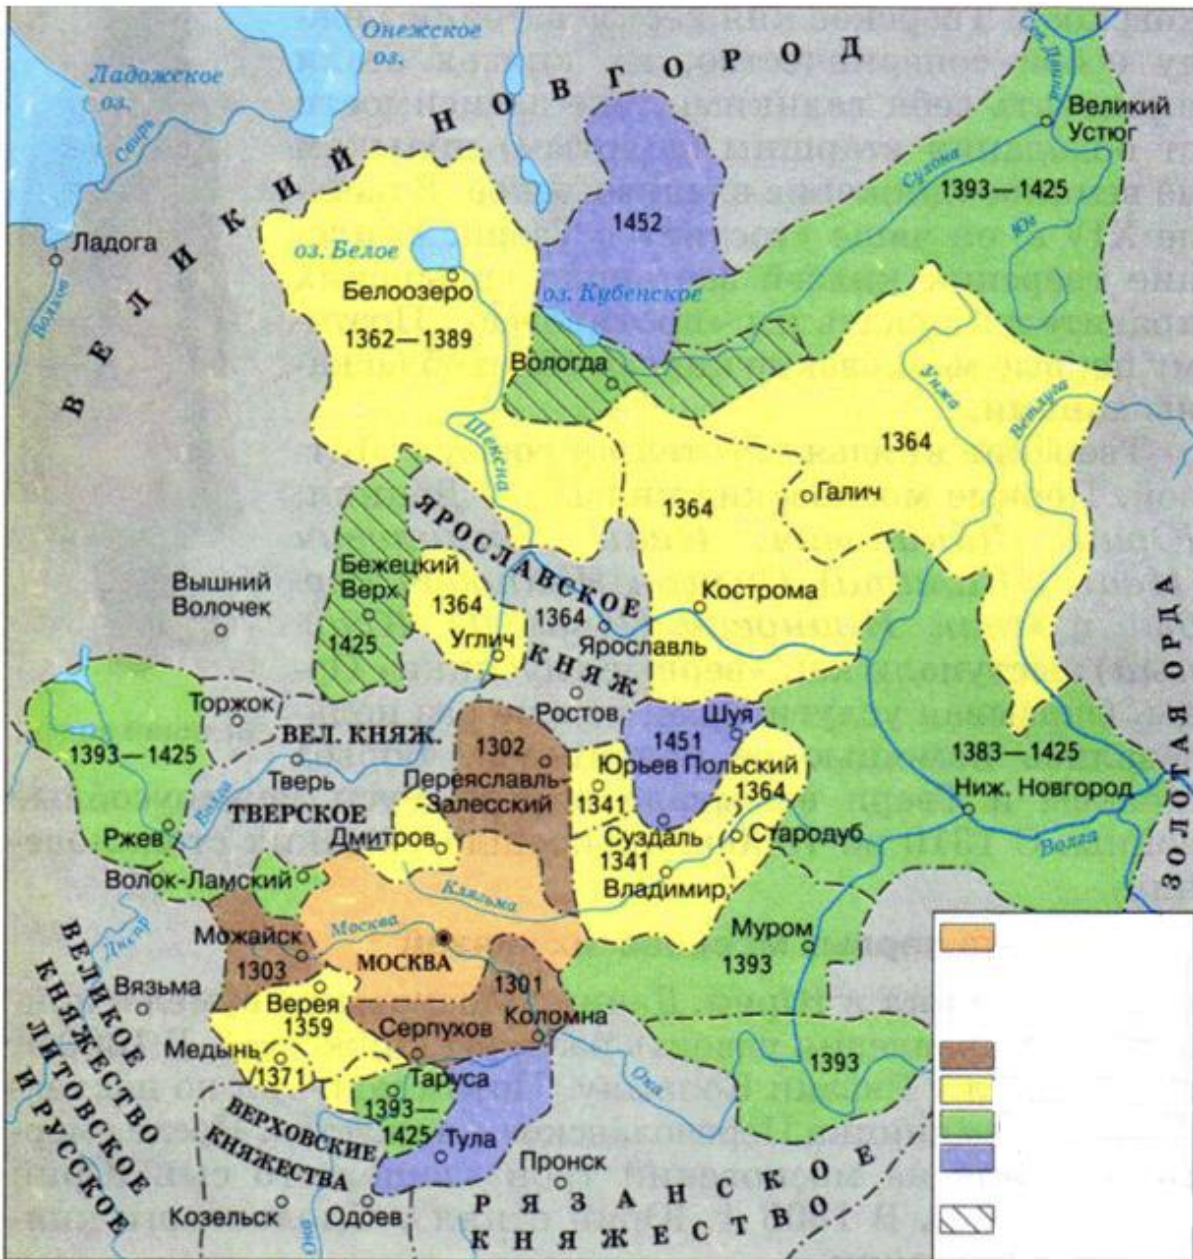 Онежское
оз.
Ладожское
оз.
Свирь
ВЕЛИКИЙ НОВГОРОД
Сев. Двина
Великий
Устюг
Сухона
1393—1425
Юг
1452
Ладога
Волхов
оз. Белое
Белоозеро
1362—1389
оз. Кубенское
Вологда
Шексна
Унжа
Ветлуга
1364
Галич
1364
ЯРОСЛАВСКОЕ
КНЯЖ
Бежецкий
Верх
1425
1364
Углич
1364
Ярославль
Кострома
Вышний
Волочек
Торжок
Ростов
Шуя
1451
ВЕЛ. КНЯЖ.
Тверь
ТВЕРСКОЕ
1393—1425
Ржев
Волга
1302
Переяславль
-Залесский
Юрьев Польский
1341
1364
Суздаль
Стародуб
1341
Владимир
1383—1425
Ниж. Новгород
Волга
ЗОЛОТАЯ ОРДА
Дмитров
Волок-Ламский
Клязьма
Можайск
1303
Москва
МОСКВА
Муром
1393
1301
Днепр
Вязьма
Верея
1359
Серпухов
Коломна
Медынь
1371
Таруса
1393—
1425
Ока
1393
ВЕЛИКОЕ
КНЯЖЕСТВО
ЛИТОВСКОЕ
И РУССКОЕ
ВЕРХОВСКИЕ
КНЯЖЕСТВА
Тула
Пронск
Козельск
Одоев
Ока
РЯЗАНСКОЕ
КНЯЖЕСТВО